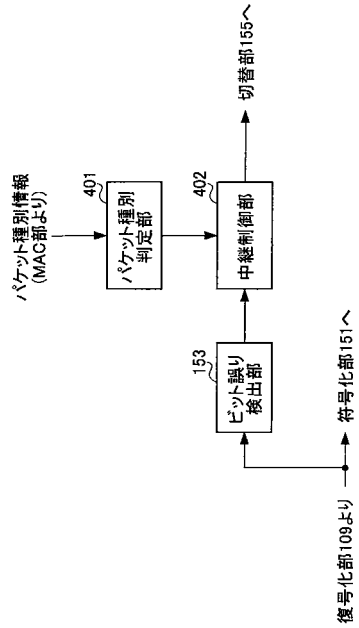 パケット種別情報
(MAC部より)
401
パケット種別
判定部
402
中継制御部
切替部155へ
153
ビット誤り
検出部
復号化部109より
符号化部151へ